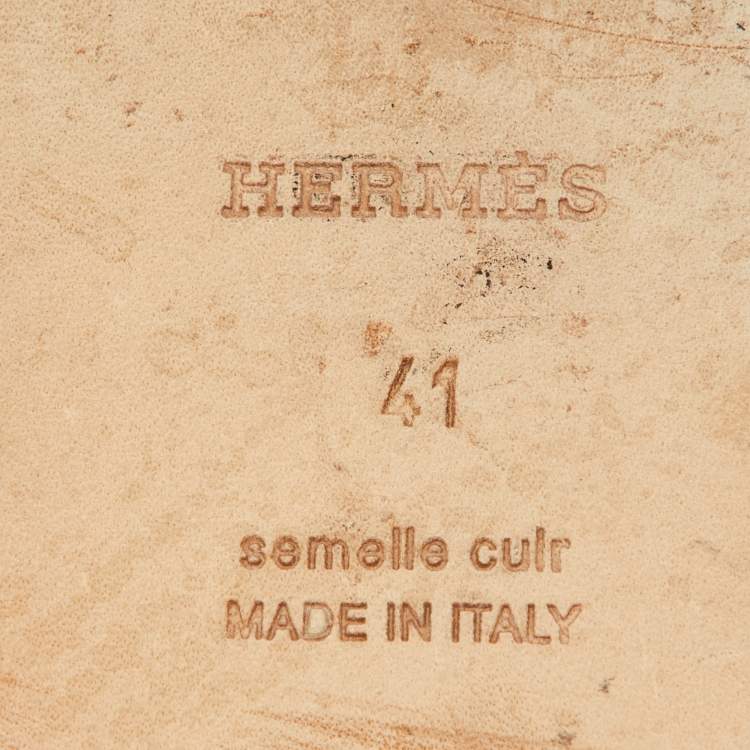 HERMÈS
41
semelle cuir
MADE IN ITALY